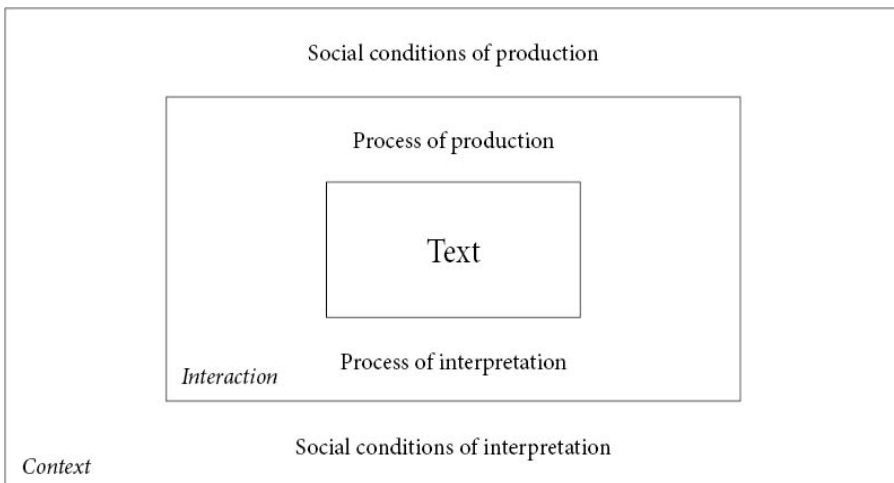 Social conditions of production
Process of production
Text
Process of interpretation
Interaction
Social conditions of interpretation
Context